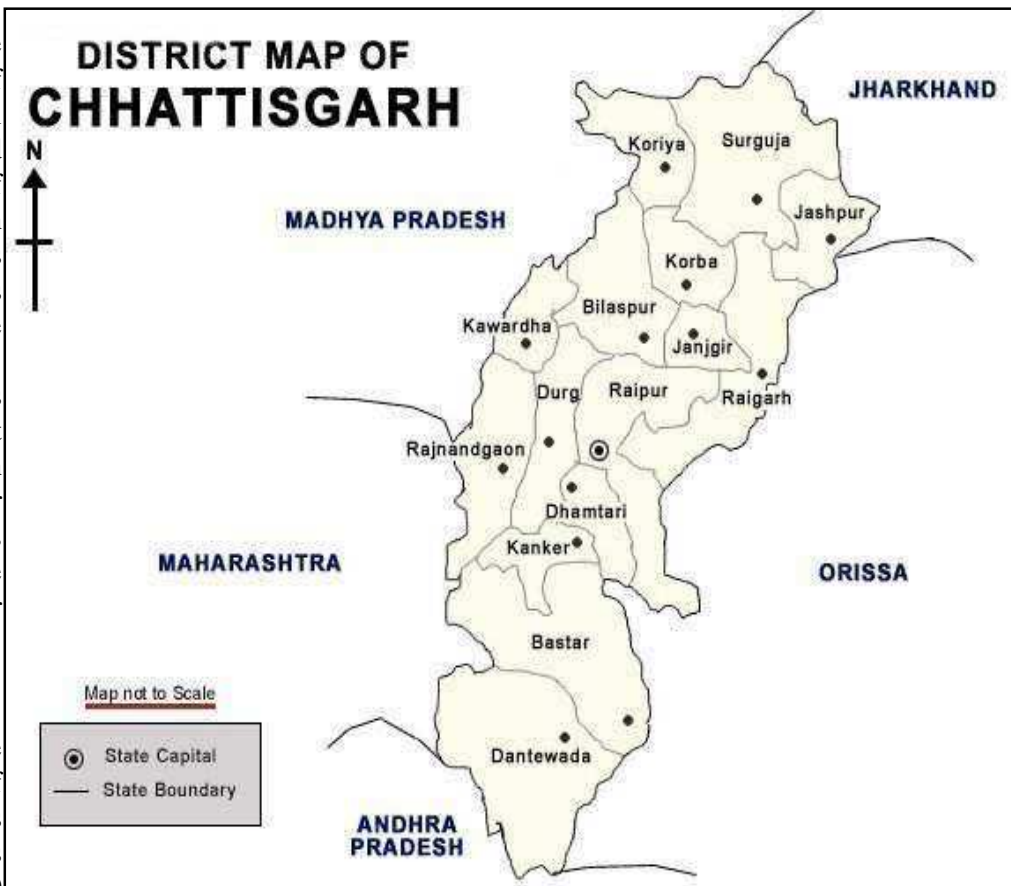 DISTRICT MAP OF
CHHATTISGARH
N
JHARKHAND
Koriya
Surguja
Jashpur
MADHYA PRADESH
Korba
Bilaspur
Kawardha
Janjgir
Durg
Raipur
Raigarh
Rajnandgaon
Dhamtari
Kanker
MAHARASHTRA
ORISSA
Bastar
Map not to Scale
State Capital
State Boundary
Dantewada
ANDHRA
PRADESH